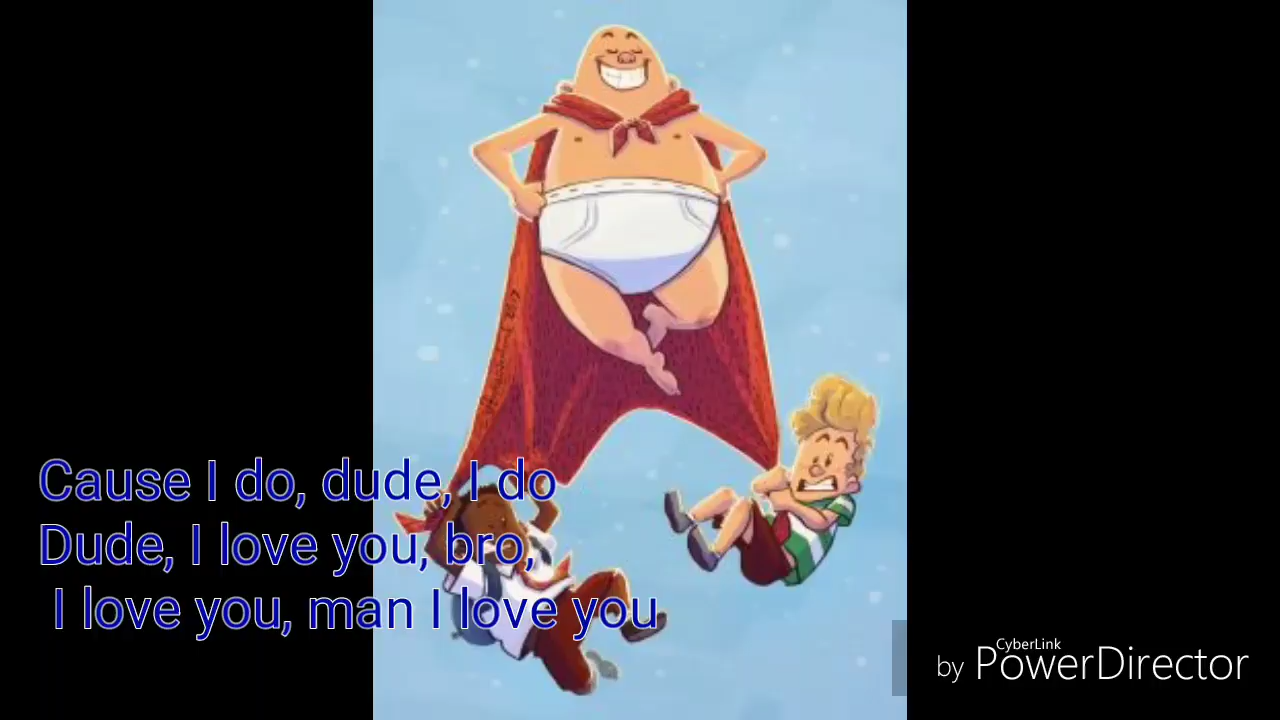 Cause I do, dude, I do
Dude, I love you, bro,
I love you, man I love you
CyberLink
by PowerDirector